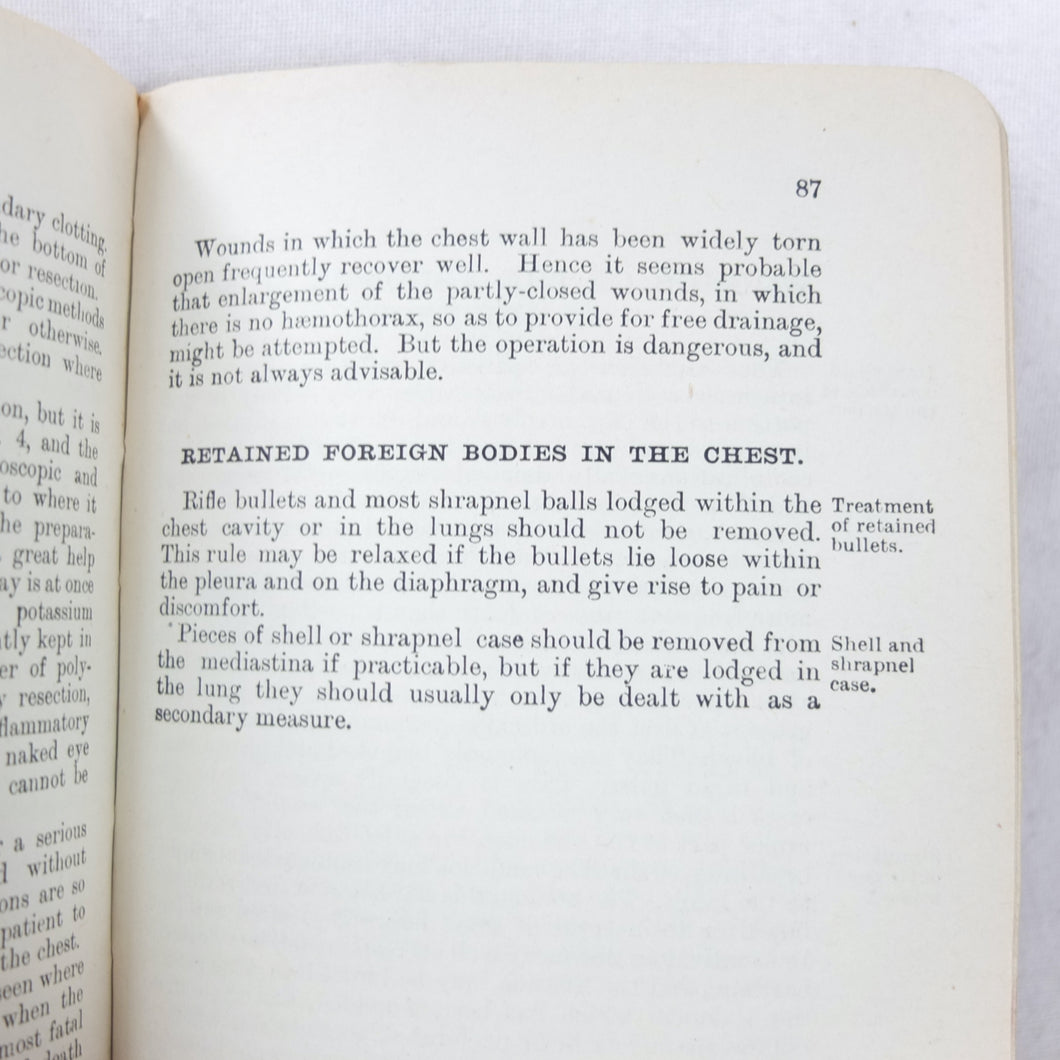 dary clotting.
he bottom of
or resection.
copic methods
r otherwise.
ection where
on, but it is
4, and the
oscopic and
to where it
he prepara-
great help
ay is at once
potassium
tly kept in
er of poly-
y resection,
flammatory
naked eye
cannot be
a serious
d without
ons are so
patient to
the chest.
een where
when the
most fatal
death
87
Wounds in which the chest wall has been widely torn
open frequently recover well. Hence it seems probable
that enlargement of the partly-closed wounds, in which
there is no hæmothorax, so as to provide for free drainage,
might be attempted. But the operation is dangerous, and
it is not always advisable.
RETAINED FOREIGN BODIES IN THE CHEST.
Rifle bullets and most shrapnel balls lodged within the
chest cavity or in the lungs should not be removed.
This rule may be relaxed if the bullets lie loose within
the pleura and on the diaphragm, and give rise to pain or
discomfort.
Treatment
of retained
bullets.
Pieces of shell or shrapnel case should be removed from
the mediastina if practicable, but if they are lodged in
the lung they should usually only be dealt with as a
secondary measure.
Shell and
shrapnel
case.